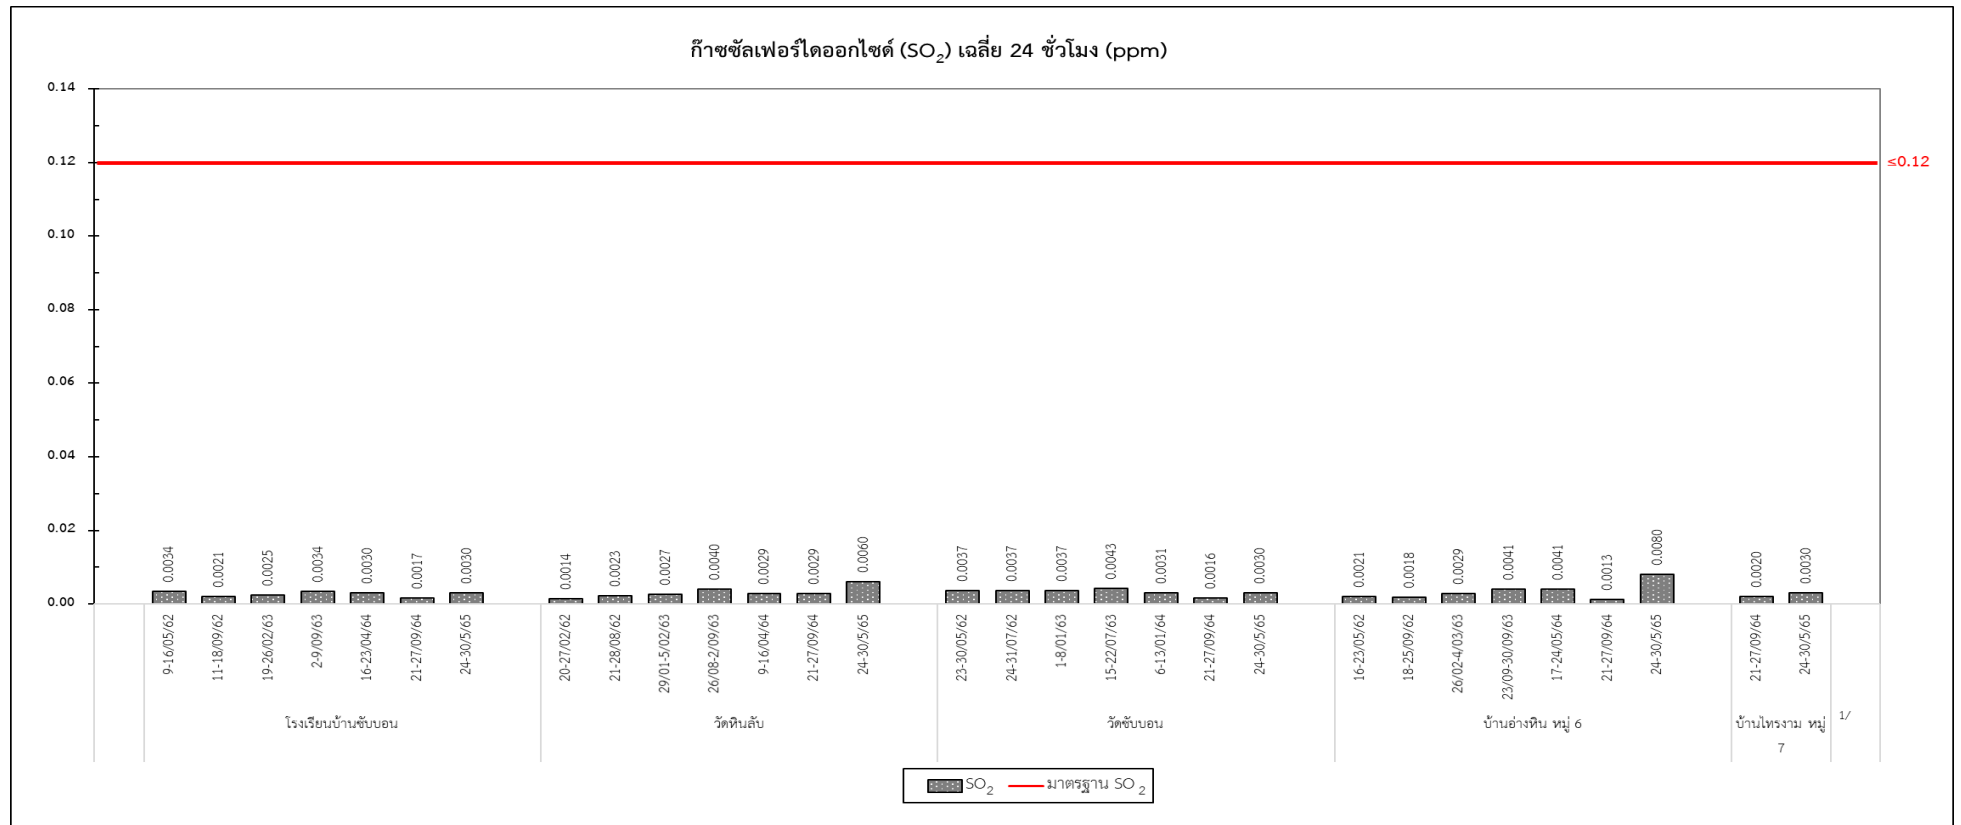 ก๊าซซัลเฟอร์ไดออกไซด์ (SO2) เฉลี่ย 24 ชั่วโมง (ppm)
0.14
0.12
≤0.12
0.10
0.08
0.06
0.04
0.02
0.00
0.0034 0.0021 0.0025 0.0034 0.0030 0.0017 0.0030 0.0014 0.0023 0.0027 0.0040 0.0029 0.0029 0.0060 0.0037 0.0037 0.0037 0.0043 0.0031 0.0016 0.0030 0.0021 0.0018 0.0029 0.0041 0.0041 0.0013 0.0080 0.0020 0.0030
9-16/05/62 11-18/09/62 19-26/02/63 2-9/09/63 16-23/04/64 21-27/09/64 24-30/5/65 20-27/02/62 21-28/08/62 29/01-5/02/63 26/08-2/09/63 9-16/04/64 21-27/09/64 24-30/5/65 23-30/05/62 24-31/07/62 1-8/01/63 15-22/07/63 6-13/01/64 21-27/09/64 24-30/5/65 16-23/05/62 18-25/09/62 26/02-4/03/63 23/09-30/09/63 17-24/05/64 21-27/09/64 24-30/5/65 21-27/09/64 24-30/5/65
โรงเรียนบ้านซับบอน วัดหินลับ วัดซับบอน บ้านอ่างหิน หมู่ 6 บ้านไทรงาม หมู่ 1/
7
SO2 มาตรฐาน SO2